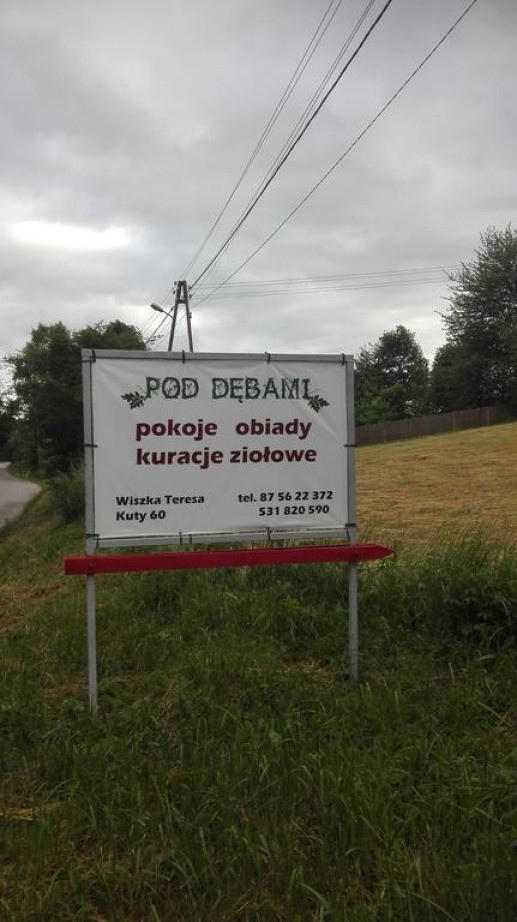 POD DĘBAMI
pokoje obiady
kuracje ziołowe
Wiszka Teresa tel. 87 56 22 372
Kuty 60 531 820 590